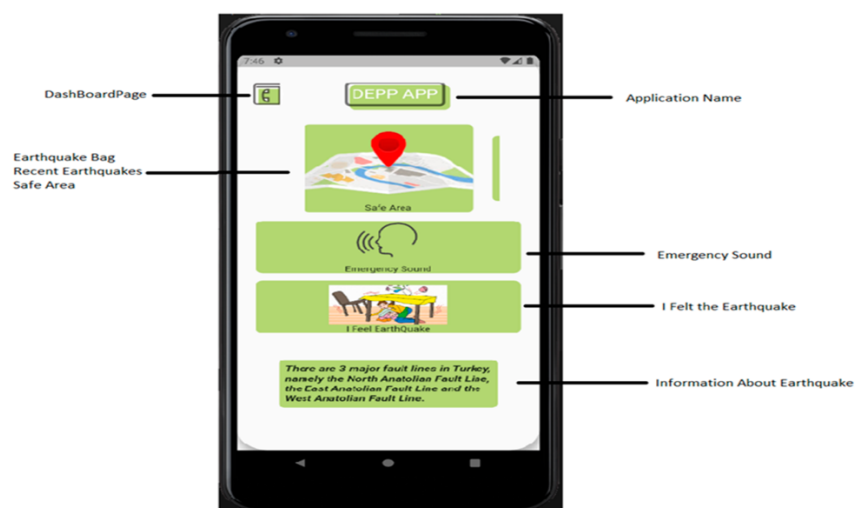 7:46
DashBoardPage
DEPP APP
Application Name
Earthquake Bag
Recent Earthquakes
Safe Area
Safe Area
Emergency Sound
Emergency Sound
I Feel EarthQuake
I Felt the Earthquake
There are 3 major fault lines in Turkey,
namely the North Anatolian Fault Line,
the East Anatolian Fault Line and the
West Anatolian Fault Line.
Information About Earthquake